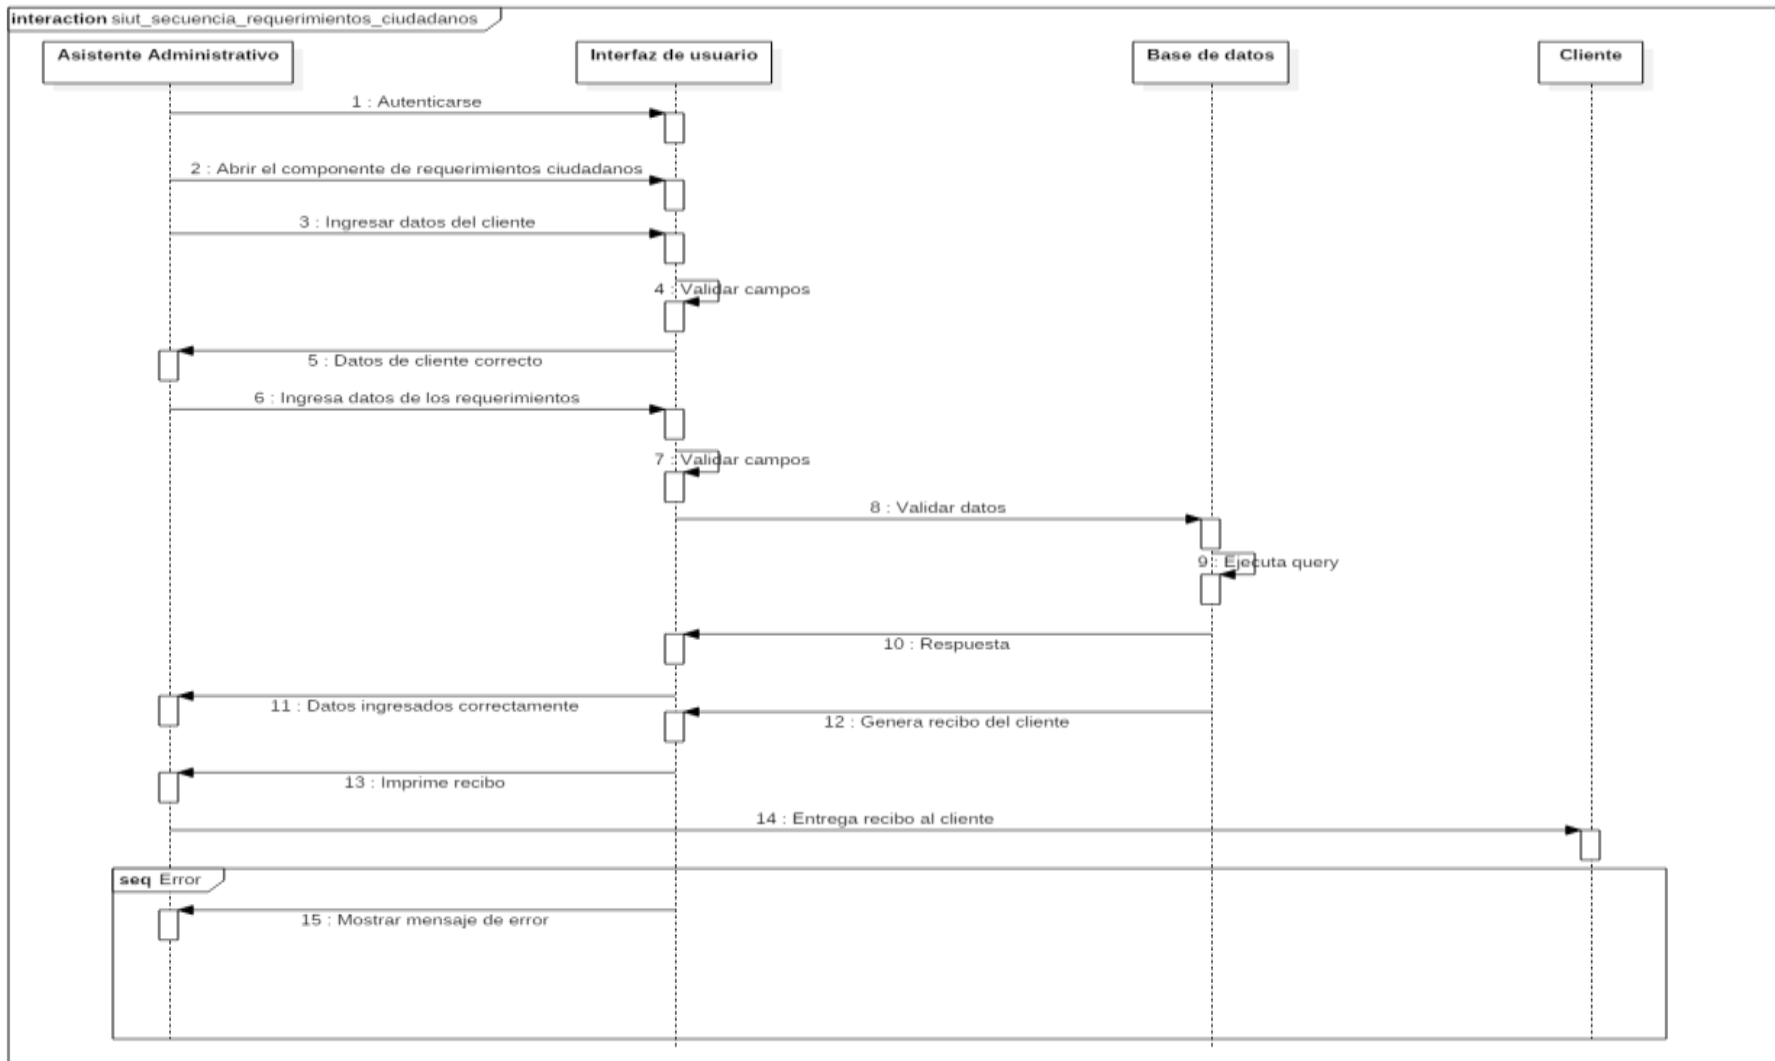 interaction siut_secuencia_requerimientos_ciudadanos
Asistente Administrativo
Interfaz de usuario
Base de datos
Cliente
1 : Autenticarse
2 : Abrir el componente de requerimientos ciudadanos
3 : Ingresar datos del cliente
4 : Validar campos
5 : Datos de cliente correcto
6 : Ingresa datos de los requerimientos
7 : Validar campos
8 : Validar datos
9 : Ejecuta query
10 : Respuesta
11 : Datos ingresados correctamente
12 : Genera recibo del cliente
13 : Imprime recibo
14 : Entrega recibo al cliente
seq Error
15 : Mostrar mensaje de error